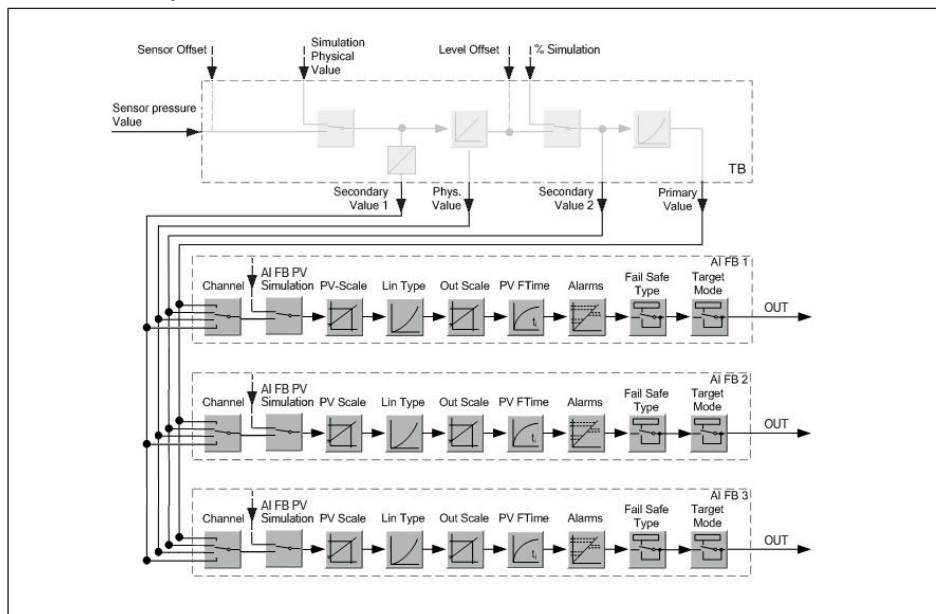 Sensor Offset
Simulation
Physical
Value
Level Offset
% Simulation
Sensor pressure
Value
TB
Secondary
Value 1
Phys.
Value
Secondary
Value 2
Primary
Value
AI FB 1
Channel
AI FB PV
Simulation
PV-Scale
Lin Type
Out Scale
PV FTime
Alarms
Fail Safe
Type
Target
Mode
OUT
t
AI FB 2
Channel
AI FB PV
Simulation
PV Scale
Lin Type
Out Scale
PV FTime
Alarms
Fail Safe
Type
Target
Mode
OUT
t
AI FB 3
Channel
AI FB PV
Simulation
PV Scale
Lin Type
Out Scale
PV FTime
Alarms
Fail Safe
Type
Target
Mode
OUT
t